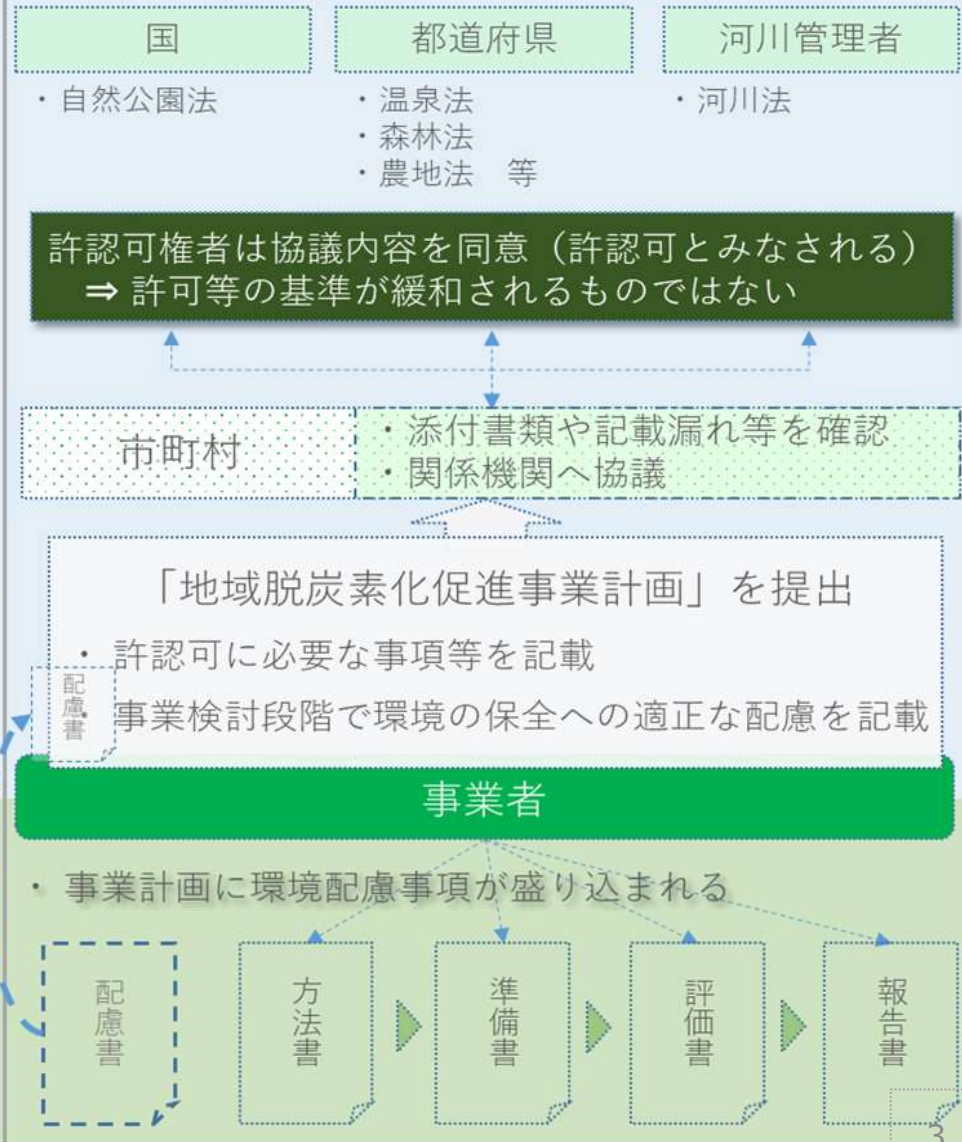 国
都道府県
河川管理者
・自然公園法
・温泉法
・森林法
・農地法　等
・河川法
許認可権者は協議内容を同意（許認可とみなされる）
⇒ 許可等の基準が緩和されるものではない
市町村
・添付書類や記載漏れ等を確認
・関係機関へ協議
「地域脱炭素化促進事業計画」を提出
・ 許認可に必要な事項等を記載
配慮書
・ 事業検討段階で環境の保全への適正な配慮を記載
事業者
・ 事業計画に環境配慮事項が盛り込まれる
配慮書
方法書
準備書
評価書
報告書
3